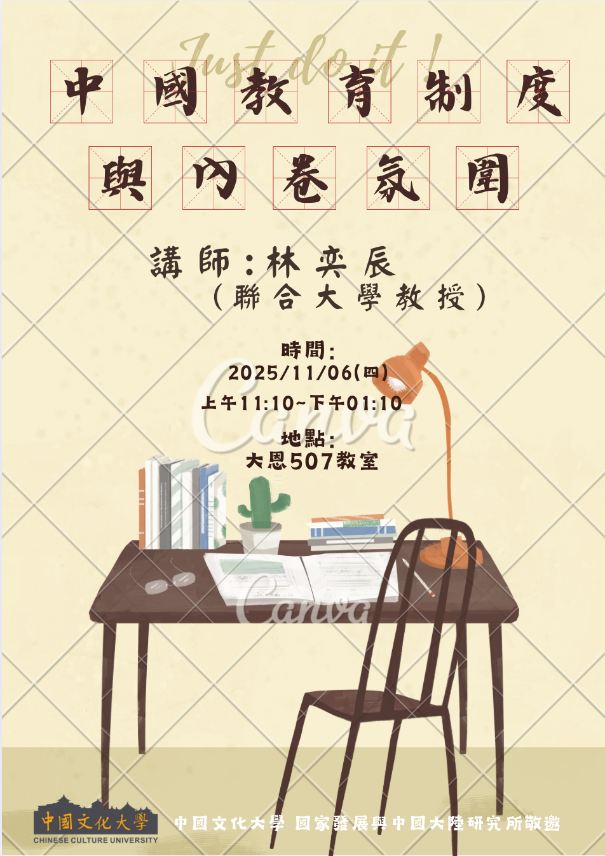 Just do it !
中國教育制度
與內卷氛圍
講師:林奕辰
(聯合大學教授)
時間:
2025/11/06(四)
上午11:10~下午01:10
Canva
地點:
大恩507教室
Canva
中國文化大學
CHINESE CULTURE UNIVERSITY
中國文化大學 國家發展與中國大陸研究所敬邀